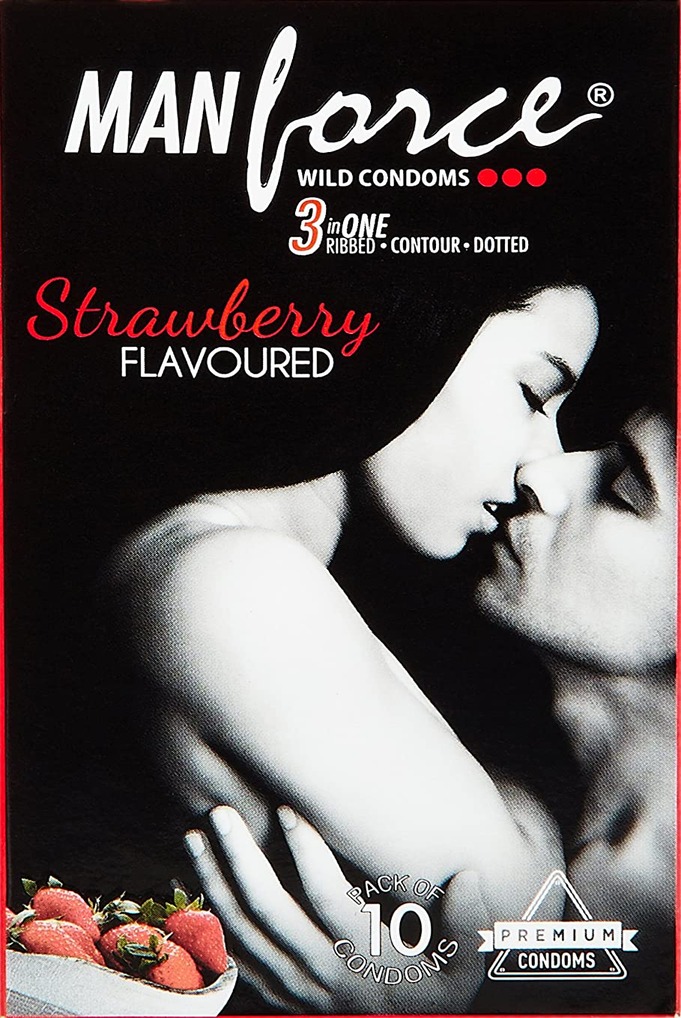 MANforce®
WILD CONDOMS
3 in ONE
RIBBED • CONTOUR • DOTTED
Strawberry
FLAVOURED
PACK OF
10
CONDOMS
PREMIUM
CONDOMS